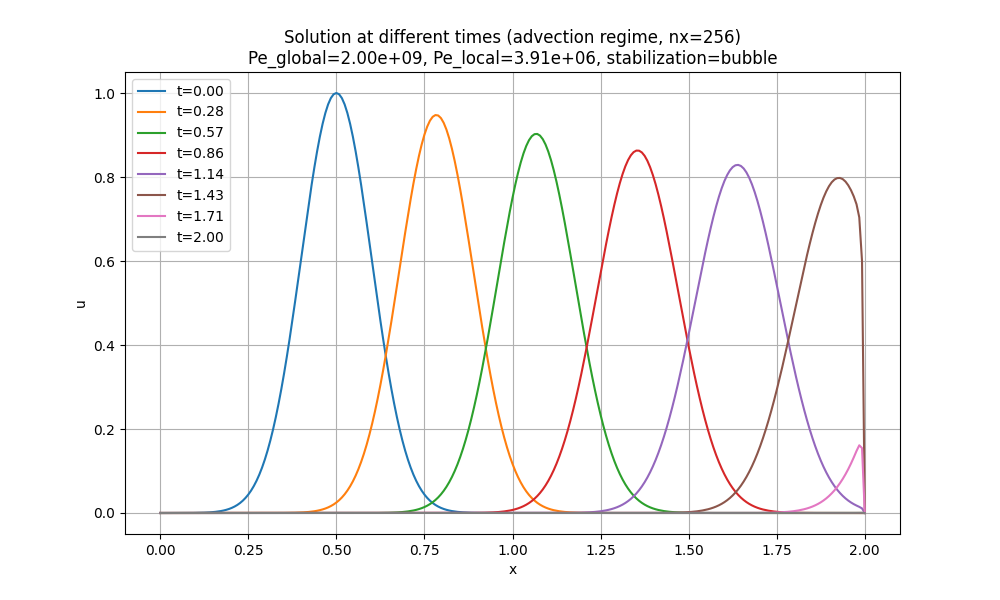 Solution at different times (advection regime, nx=256)
Pe_global=2.00e+09, Pe_local=3.91e+06, stabilization=bubble
1.0
0.8
0.6
0.4
0.2
0.0
u
t=0.00
t=0.28
t=0.57
t=0.86
t=1.14
t=1.43
t=1.71
t=2.00
0.00 0.25 0.50 0.75 1.00 1.25 1.50 1.75 2.00
x